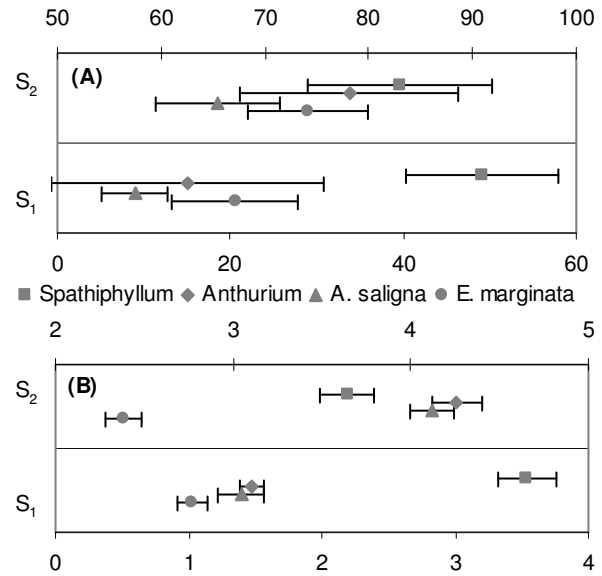 50 60 70 80 90 100
(A)
S2
S1
0 20 40 60
Spathiphyllum Anthurium A. saligna E. marginata
2 3 4 5
(B)
S2
S1
0 1 2 3 4